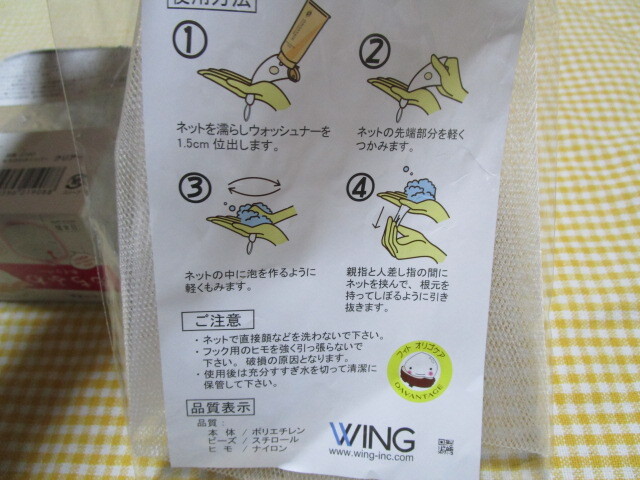 使用方法
①
ネットを濡らしウォッシュナーを
1.5cm 位出します。
②
ネットの先端部分を軽く
つかみます。
③
ネットの中に泡を作るように
軽くもみます。
④
親指と人差し指の間に
ネットを挟んで、根元を
持ってしぼるように引き
抜きます。
ご注意
・ネットで直接顔などを洗わないで下さい。
・フック用のヒモを強く引っ張らないで
下さい。破損の原因となります。
・使用後は充分すすぎ水を切って清潔に
保管して下さい。
ライト オリゴケア
DAVANTAGE
品質表示
品質：
本 体 / ポリエチレン
ビーズ / スチロール
ヒ モ / ナイロン
WING
www.wing-inc.com